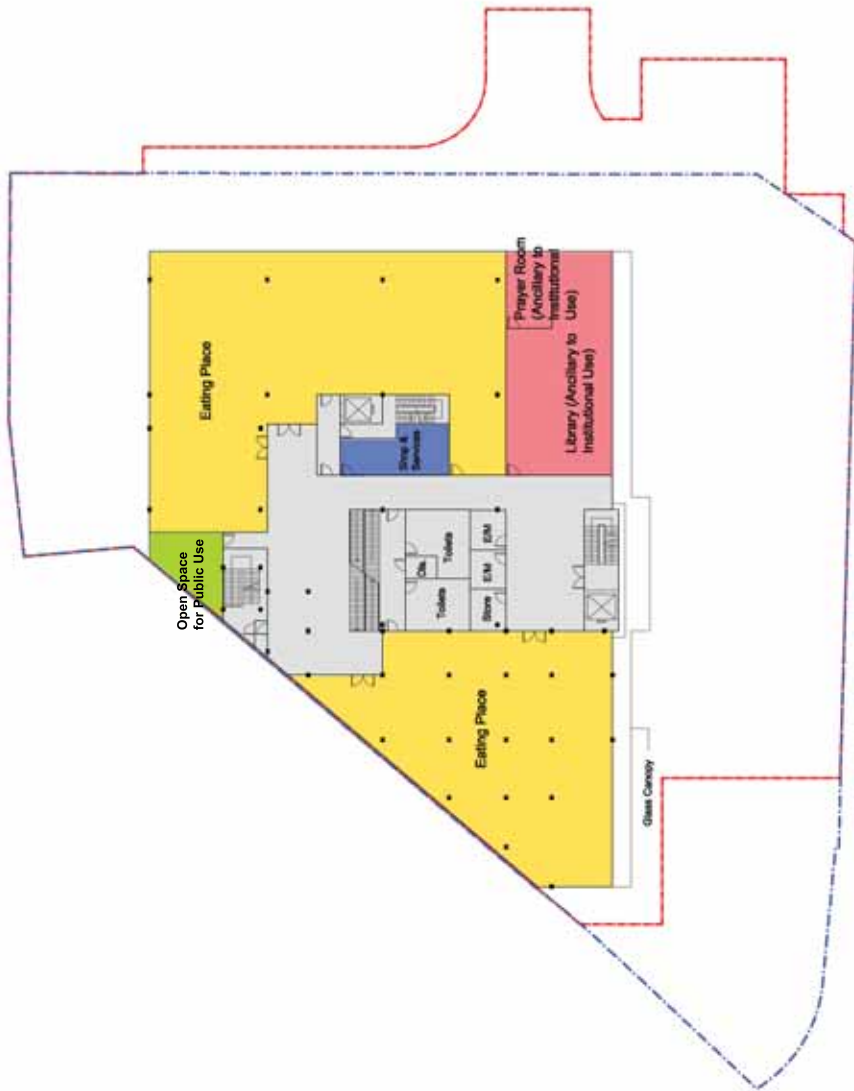 Eating Place
Prayer Room
(Ancillary to
Institutional
Use)
Library (Ancillary to
Institutional Use)
Shop &
Services
Open Space
for Public Use
Toilets
Cls.
Toilets
E/M
E/M
Store
Eating Place
Glass Canopy